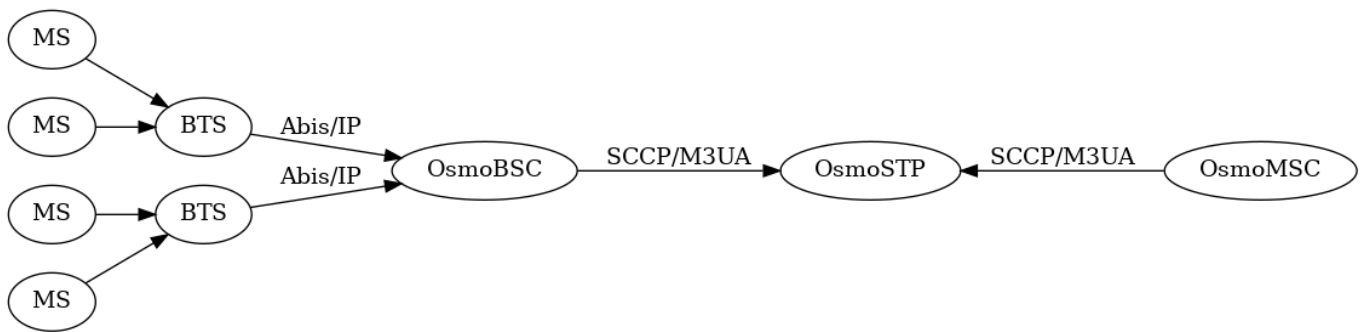 MS
MS
BTS
Abis/IP
MS
BTS
Abis/IP
MS
OsmoBSC
SCCP/M3UA
OsmoSTP
SCCP/M3UA
OsmoMSC